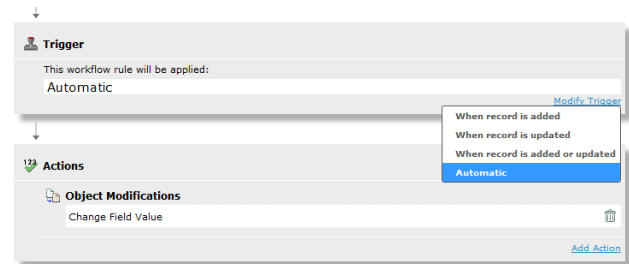 Trigger
This workflow rule will be applied:
Automatic
Modify Trigger
When record is added
When record is updated
When record is added or updated
Automatic
123
Actions
Object Modifications
Change Field Value
Add Action